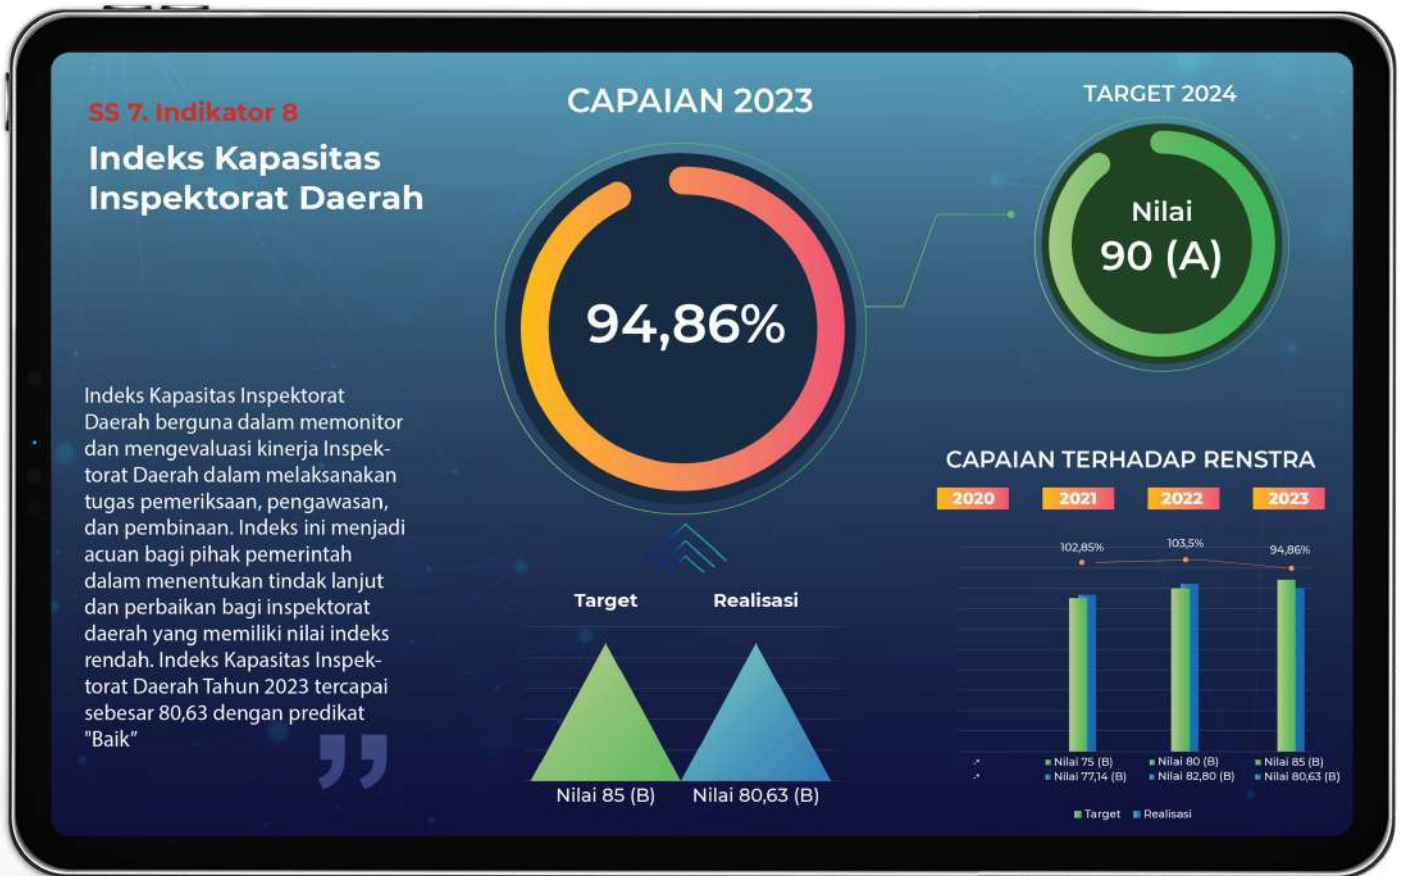 SS 7. Indikator 8
Indeks Kapasitas
Inspektorat Daerah
Indeks Kapasitas Inspektorat
Daerah berguna dalam memonitor
dan mengevaluasi kinerja Inspek-
torat Daerah dalam melaksanakan
tugas pemeriksaan, pengawasan,
dan pembinaan. Indeks ini menjadi
acuan bagi pihak pemerintah
dalam menentukan tindak lanjut
dan perbaikan bagi inspektorat
daerah yang memiliki nilai indeks
rendah. Indeks Kapasitas Inspek-
torat Daerah Tahun 2023 tercapai
sebesar 80,63 dengan predikat
"Baik”
CAPAIAN 2023
94,86%
Target Realisasi
Nilai 85 (B) Nilai 80,63 (B)
TARGET 2024
Nilai
90 (A)
CAPAIAN TERHADAP RENSTRA
2020 2021 2022 2023
102,85% 103,5% 94,86%
-* Nilai 75 (B) Nilai 80 (B) Nilai 85 (B)
-* Nilai 77,14 (B) Nilai 82,80 (B) Nilai 80,63 (B)
Target Realisasi